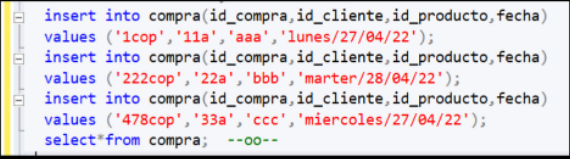 insert into compra(id_compra,id_cliente,id_producto,fecha)
values ('1cop','11a','aaa','lunes/27/04/22');
insert into compra(id_compra,id_cliente,id_producto,fecha)
values ('222cop','22a','bbb','marter/28/04/22');
insert into compra(id_compra,id_cliente,id_producto,fecha)
values ('478cop','33a','ccc','miercoles/27/04/22');
select*from compra;  --oo--